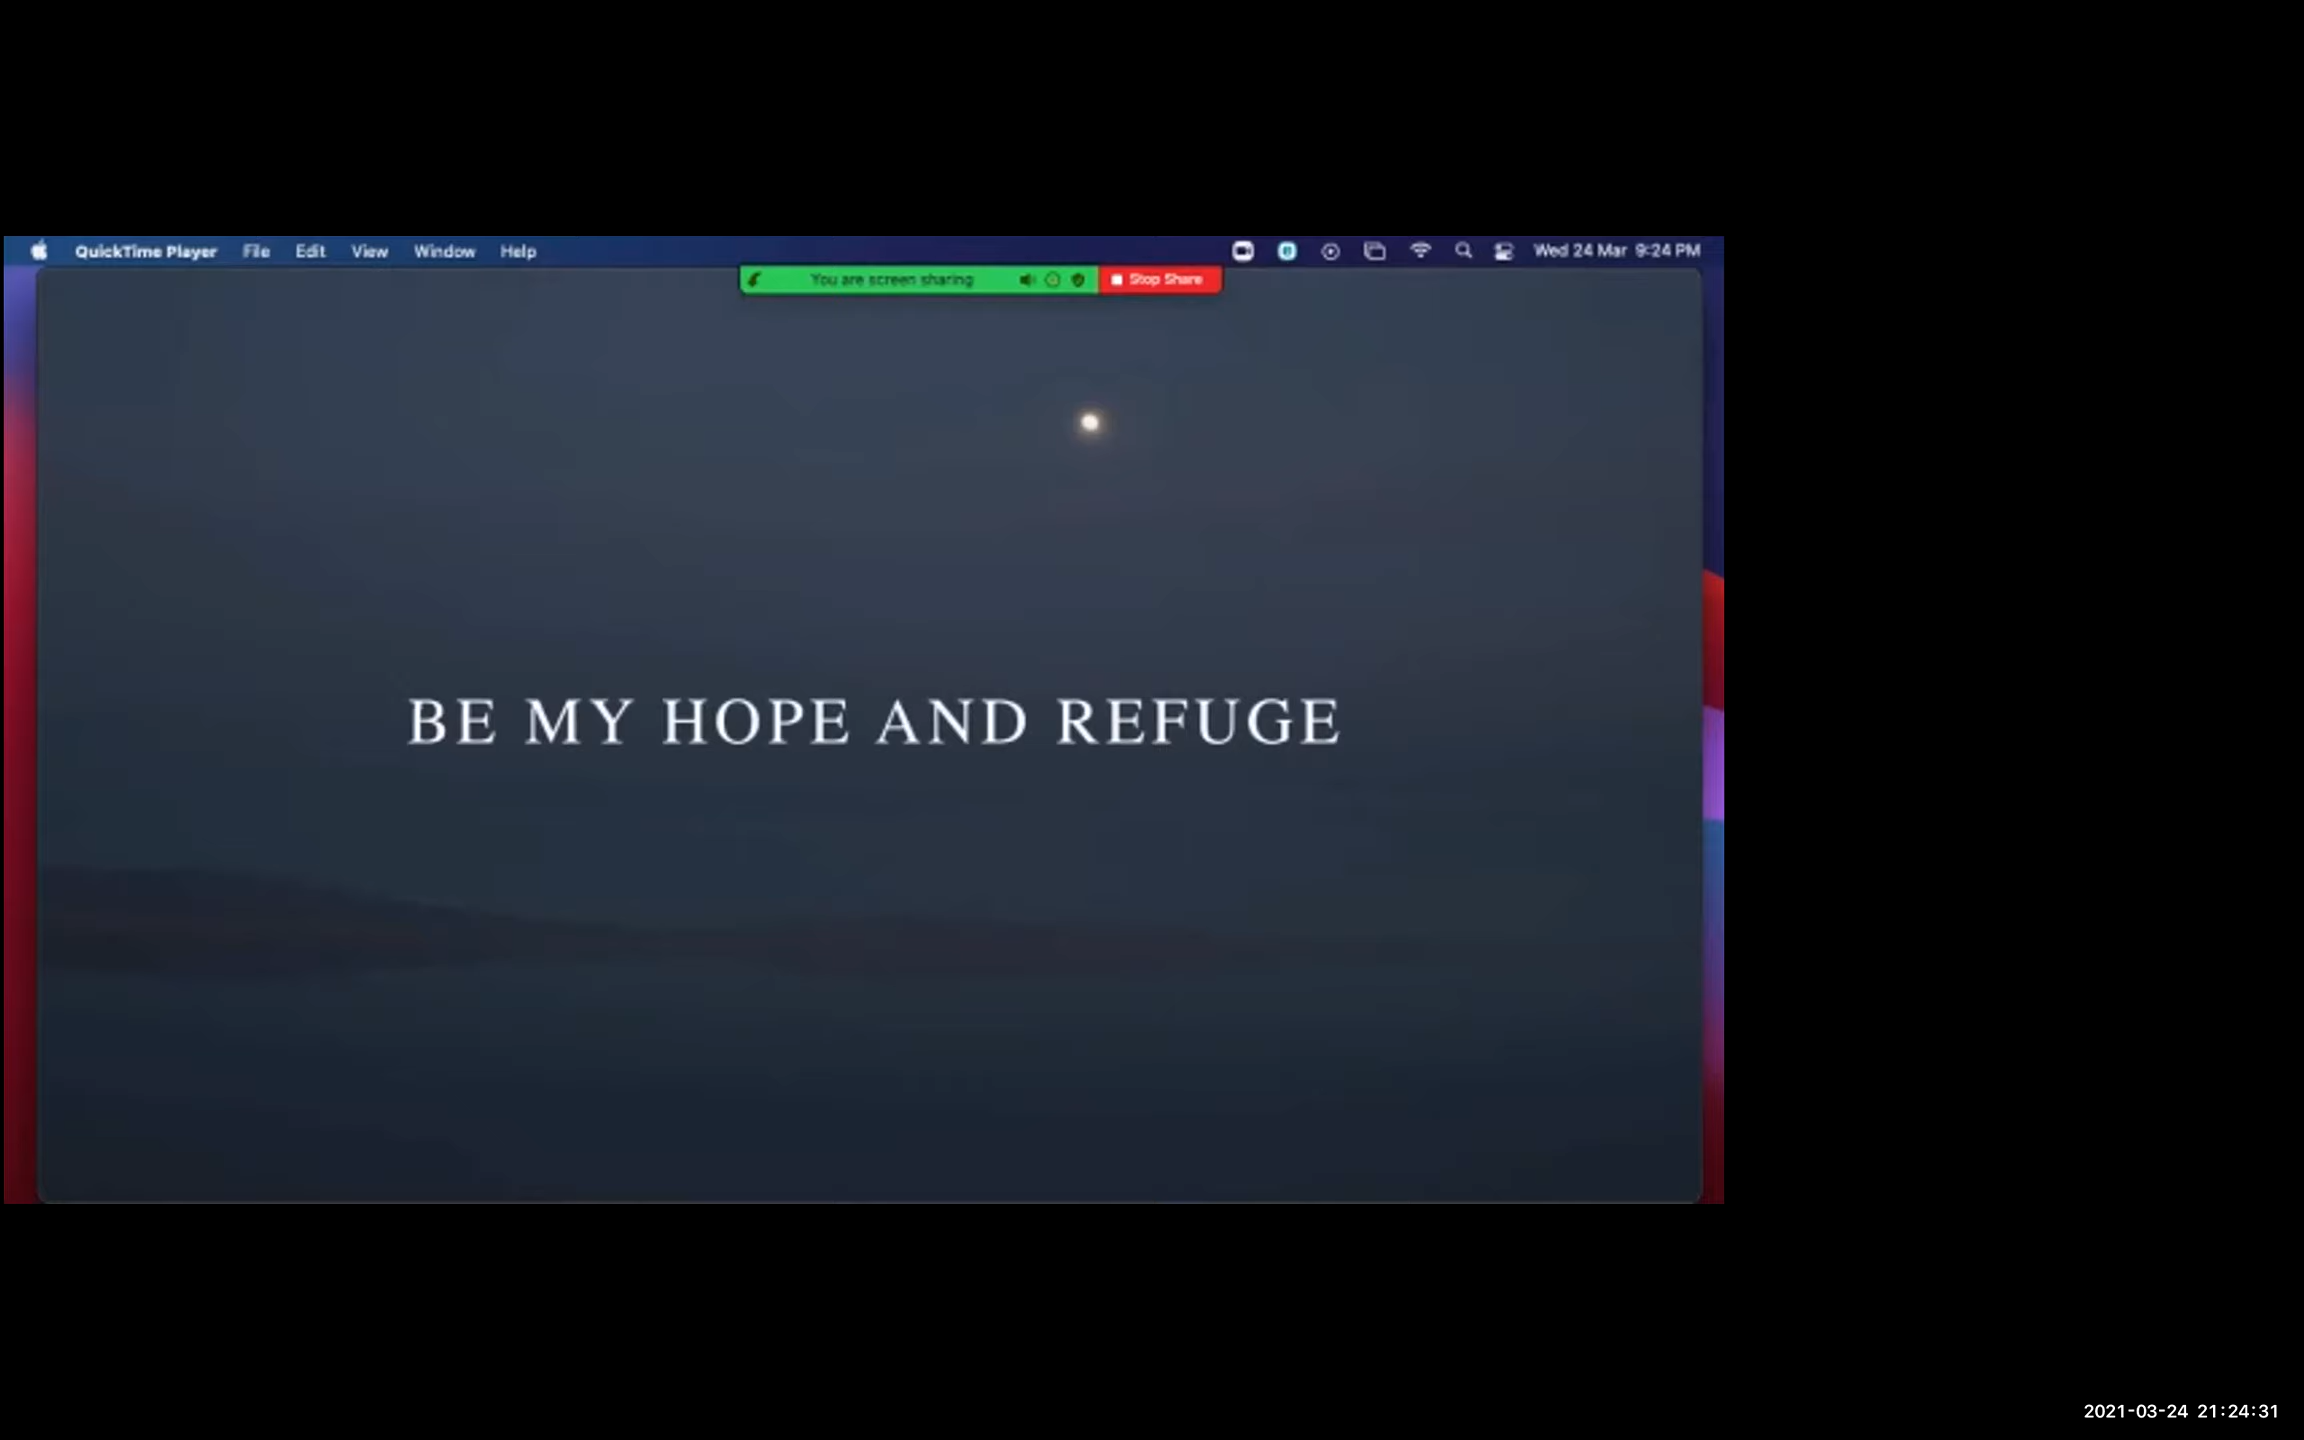 QuickTime Player File Edit View Window Help Wed 24 Mar 9:24 PM
You are screen sharing Stop Share
BE MY HOPE AND REFUGE
2021-03-24 21:24:31